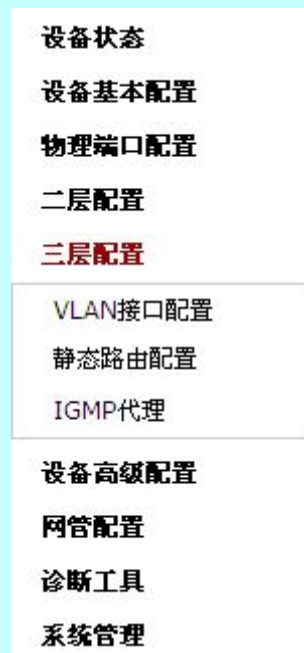 设备状态
设备基本配置
物理端口配置
二层配置
三层配置
VLAN接口配置
静态路由配置
IGMP代理
设备高级配置
网管配置
诊断工具
系统管理